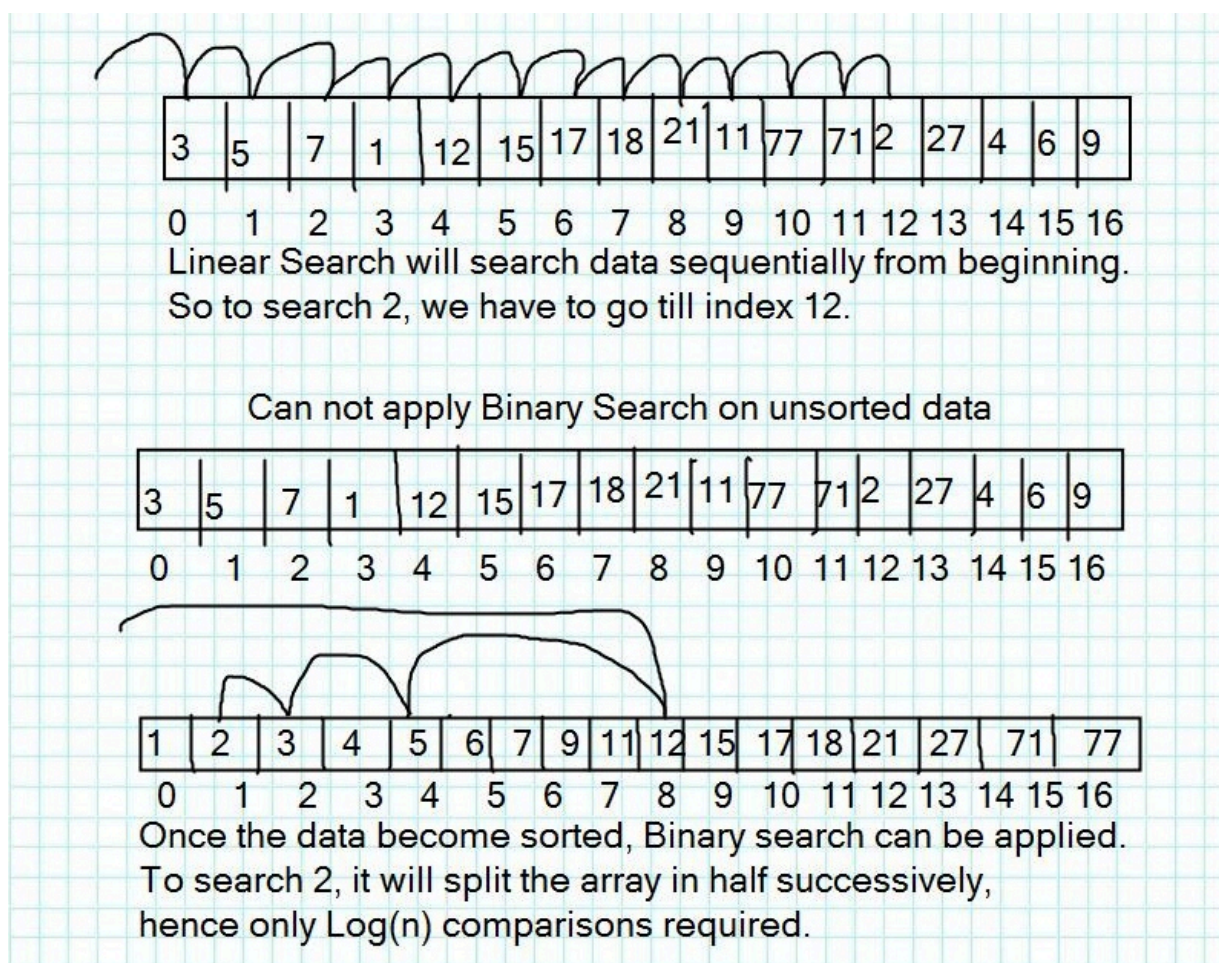 3 5 7 1 12 15 17 18 21 11 77 71 2 27 4 6 9
0 1 2 3 4 5 6 7 8 9 10 11 12 13 14 15 16
Linear Search will search data sequentially from beginning.
So to search 2, we have to go till index 12.
Can not apply Binary Search on unsorted data
3 5 7 1 12 15 17 18 21 11 77 71 2 27 4 6 9
0 1 2 3 4 5 6 7 8 9 10 11 12 13 14 15 16
1 2 3 4 5 6 7 9 11 12 15 17 18 21 27 71 77
0 1 2 3 4 5 6 7 8 9 10 11 12 13 14 15 16
Once the data become sorted, Binary search can be applied.
To search 2, it will split the array in half successively,
hence only Log(n) comparisons required.